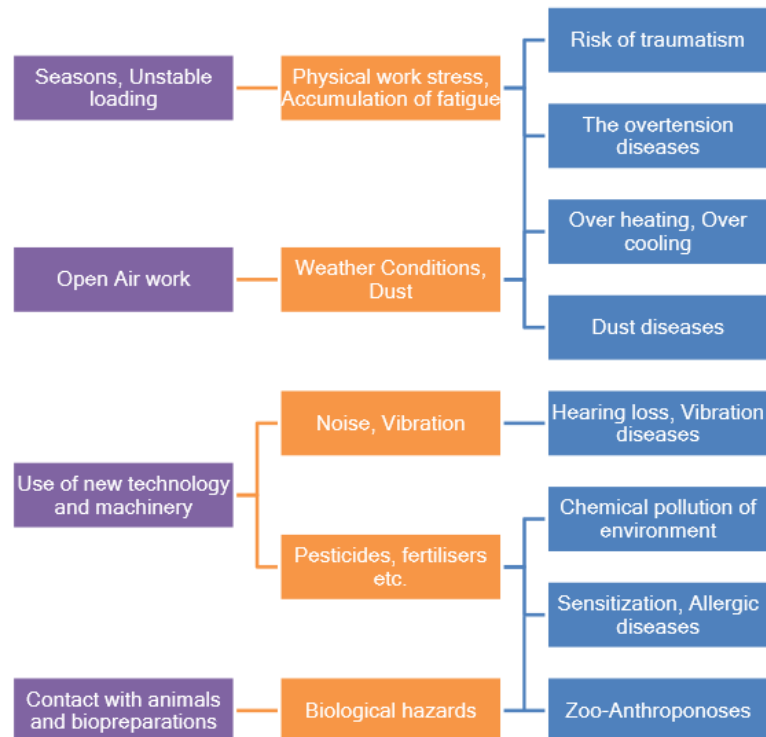 Seasons, Unstable
loading
Physical work stress,
Accumulation of fatigue
Risk of traumatism
The overtension
diseases
Over heating, Over
cooling
Open Air work
Weather Conditions,
Dust
Dust diseases
Use of new technology
and machinery
Noise, Vibration
Hearing loss, Vibration
diseases
Pesticides, fertilisers
etc.
Chemical pollution of
environment
Sensitization, Allergic
diseases
Contact with animals
and biopreparations
Biological hazards
Zoo-Anthroponoses